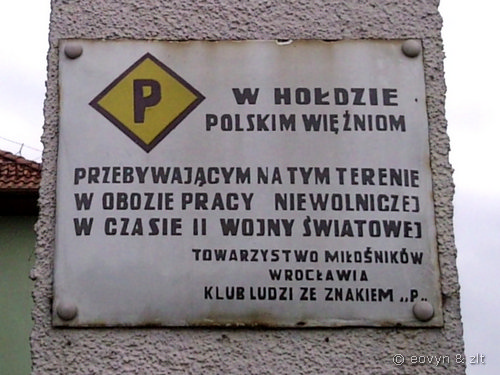 P
W HOŁDZIE
POLSKIM WIĘŹNIOM
PRZEBYWAJĄCYM NA TYM TERENIE
W OBOZIE PRACY NIEWOLNICZEJ
W CZASIE II WOJNY ŚWIATOWEJ
TOWARZYSTWO MIŁOŚNIKÓW
WROCŁAWIA
KLUB LUDZI ZE ZNAKIEM „P„
© eovyn & zlt